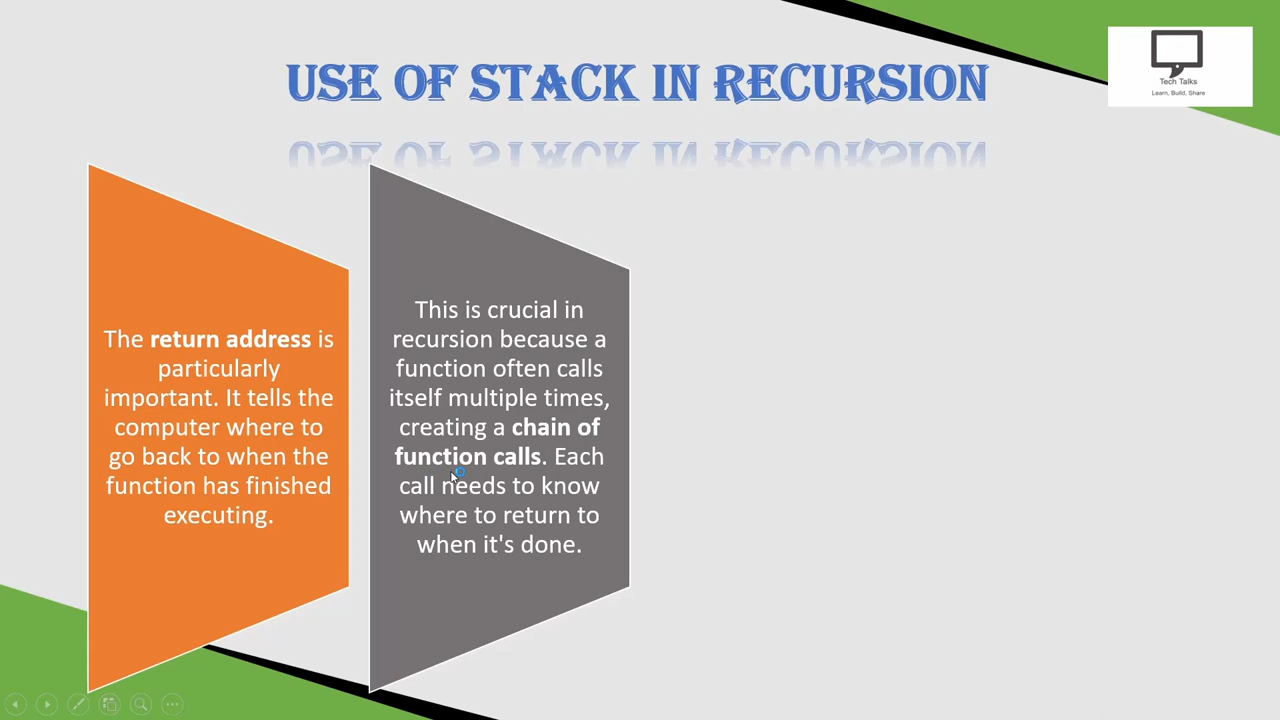 USE OF STACK IN RECURSION
Tech Talks
Learn, Build, Share
The return address is
particularly
important. It tells the
computer where to
go back to when the
function has finished
executing.
This is crucial in
recursion because a
function often calls
itself multiple times,
creating a chain of
function calls. Each
call needs to know
where to return to
when it's done.